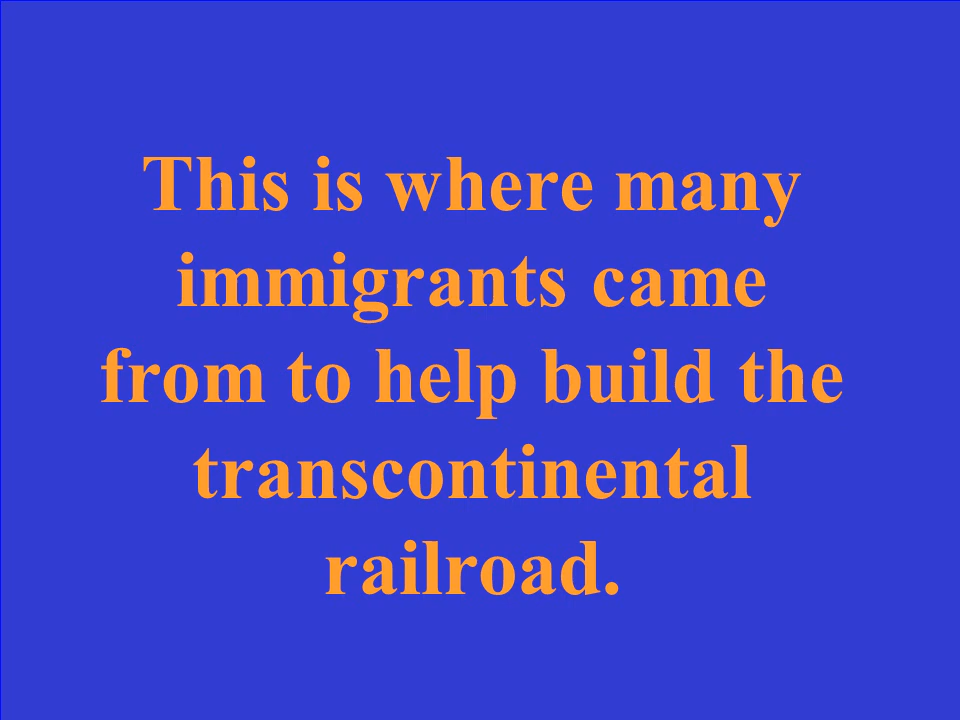 This is where many
immigrants came
from to help build the
transcontinental
railroad.